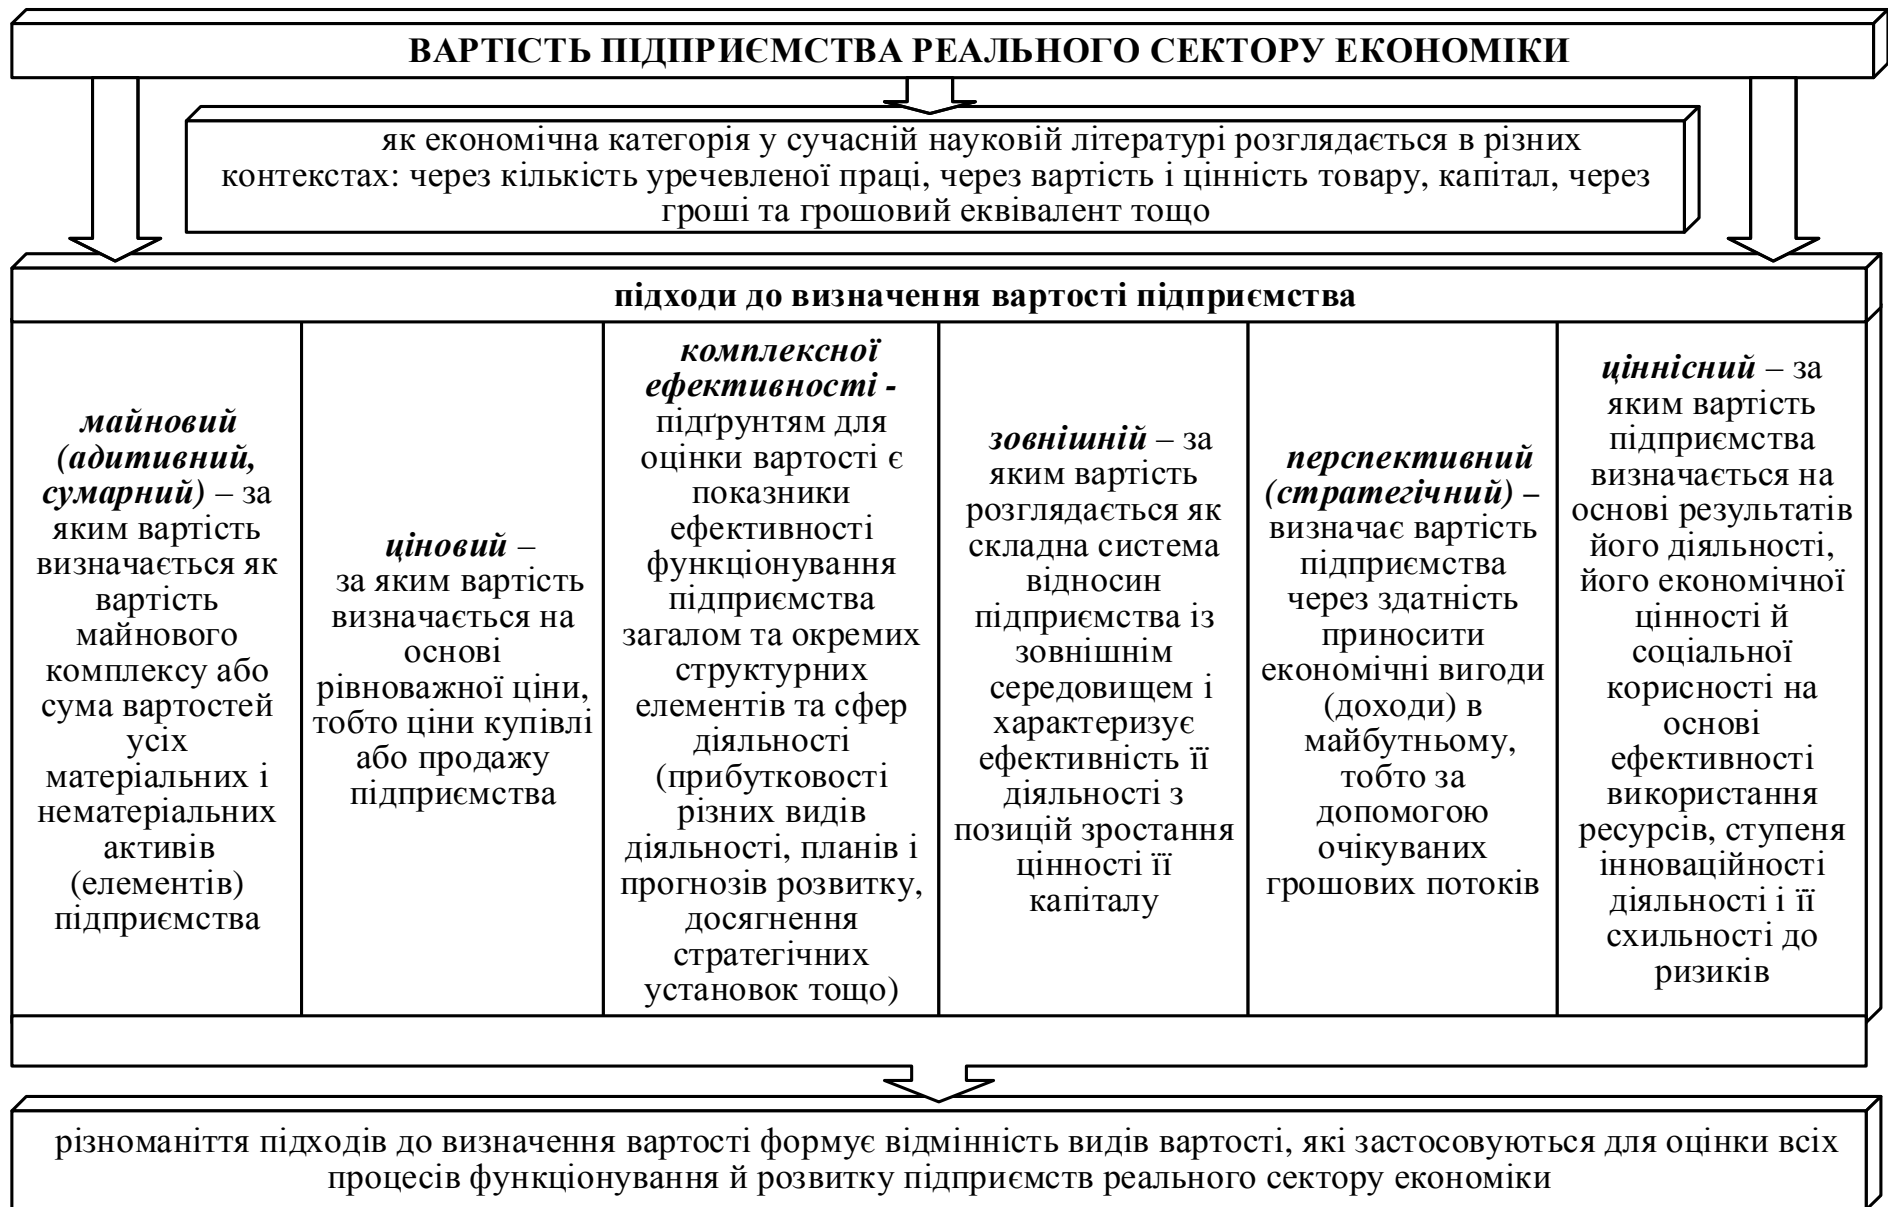 ВАРТІСТЬ ПІДПРИЄМСТВА РЕАЛЬНОГО СЕКТОРУ ЕКОНОМІКИ
як економічна категорія у сучасній науковій літературі розглядається в різних
контекстах: через кількість уречевленої праці, через вартість і цінність товару, капітал, через
гроші та грошовий еквівалент тощо
підходи до визначення вартості підприємства
майновий
(адитивний,
сумарний) – за
яким вартість
визначається як
вартість
майнового
комплексу або
сума вартостей
усіх
матеріальних і
нематеріальних
активів
(елементів)
підприємства
ціновий –
за яким вартість
визначається на
основі
рівноважної ціни,
тобто ціни купівлі
або продажу
підприємства
комплексної
ефективності -
підґрунтям для
оцінки вартості є
показники
ефективності
функціонування
підприємства
загалом та окремих
структурних
елементів та сфер
діяльності
(прибутковості
різних видів
діяльності, планів і
прогнозів розвитку,
досягнення
стратегічних
установок тощо)
зовнішній – за
яким вартість
розглядається як
складна система
відносин
підприємства із
зовнішнім
середовищем і
характеризує
ефективність її
діяльності з
позицій зростання
цінності її
капіталу
перспективний
(стратегічний) –
визначає вартість
підприємства
через здатність
приносити
економічні вигоди
(доходи) в
майбутньому,
тобто за
допомогою
очікуваних
грошових потоків
ціннісний – за
яким вартість
підприємства
визначається на
основі результатів
його діяльності,
його економічної
цінності й
соціальної
корисності на
основі
ефективності
використання
ресурсів, ступеня
інноваційності
діяльності і її
схильності до
ризиків
різноманіття підходів до визначення вартості формує відмінність видів вартості, які застосовуються для оцінки всіх
процесів функціонування й розвитку підприємств реального сектору економіки